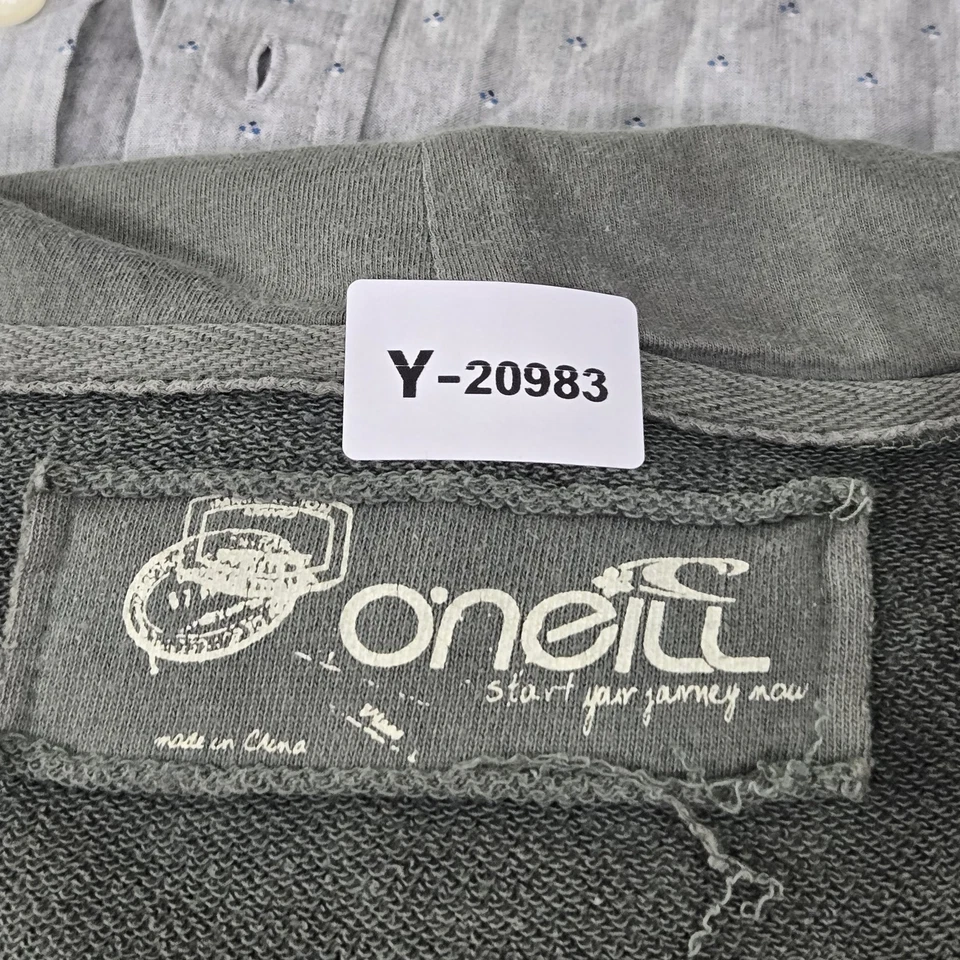 Y-20983
O'NEILL
start your journey now
made in China